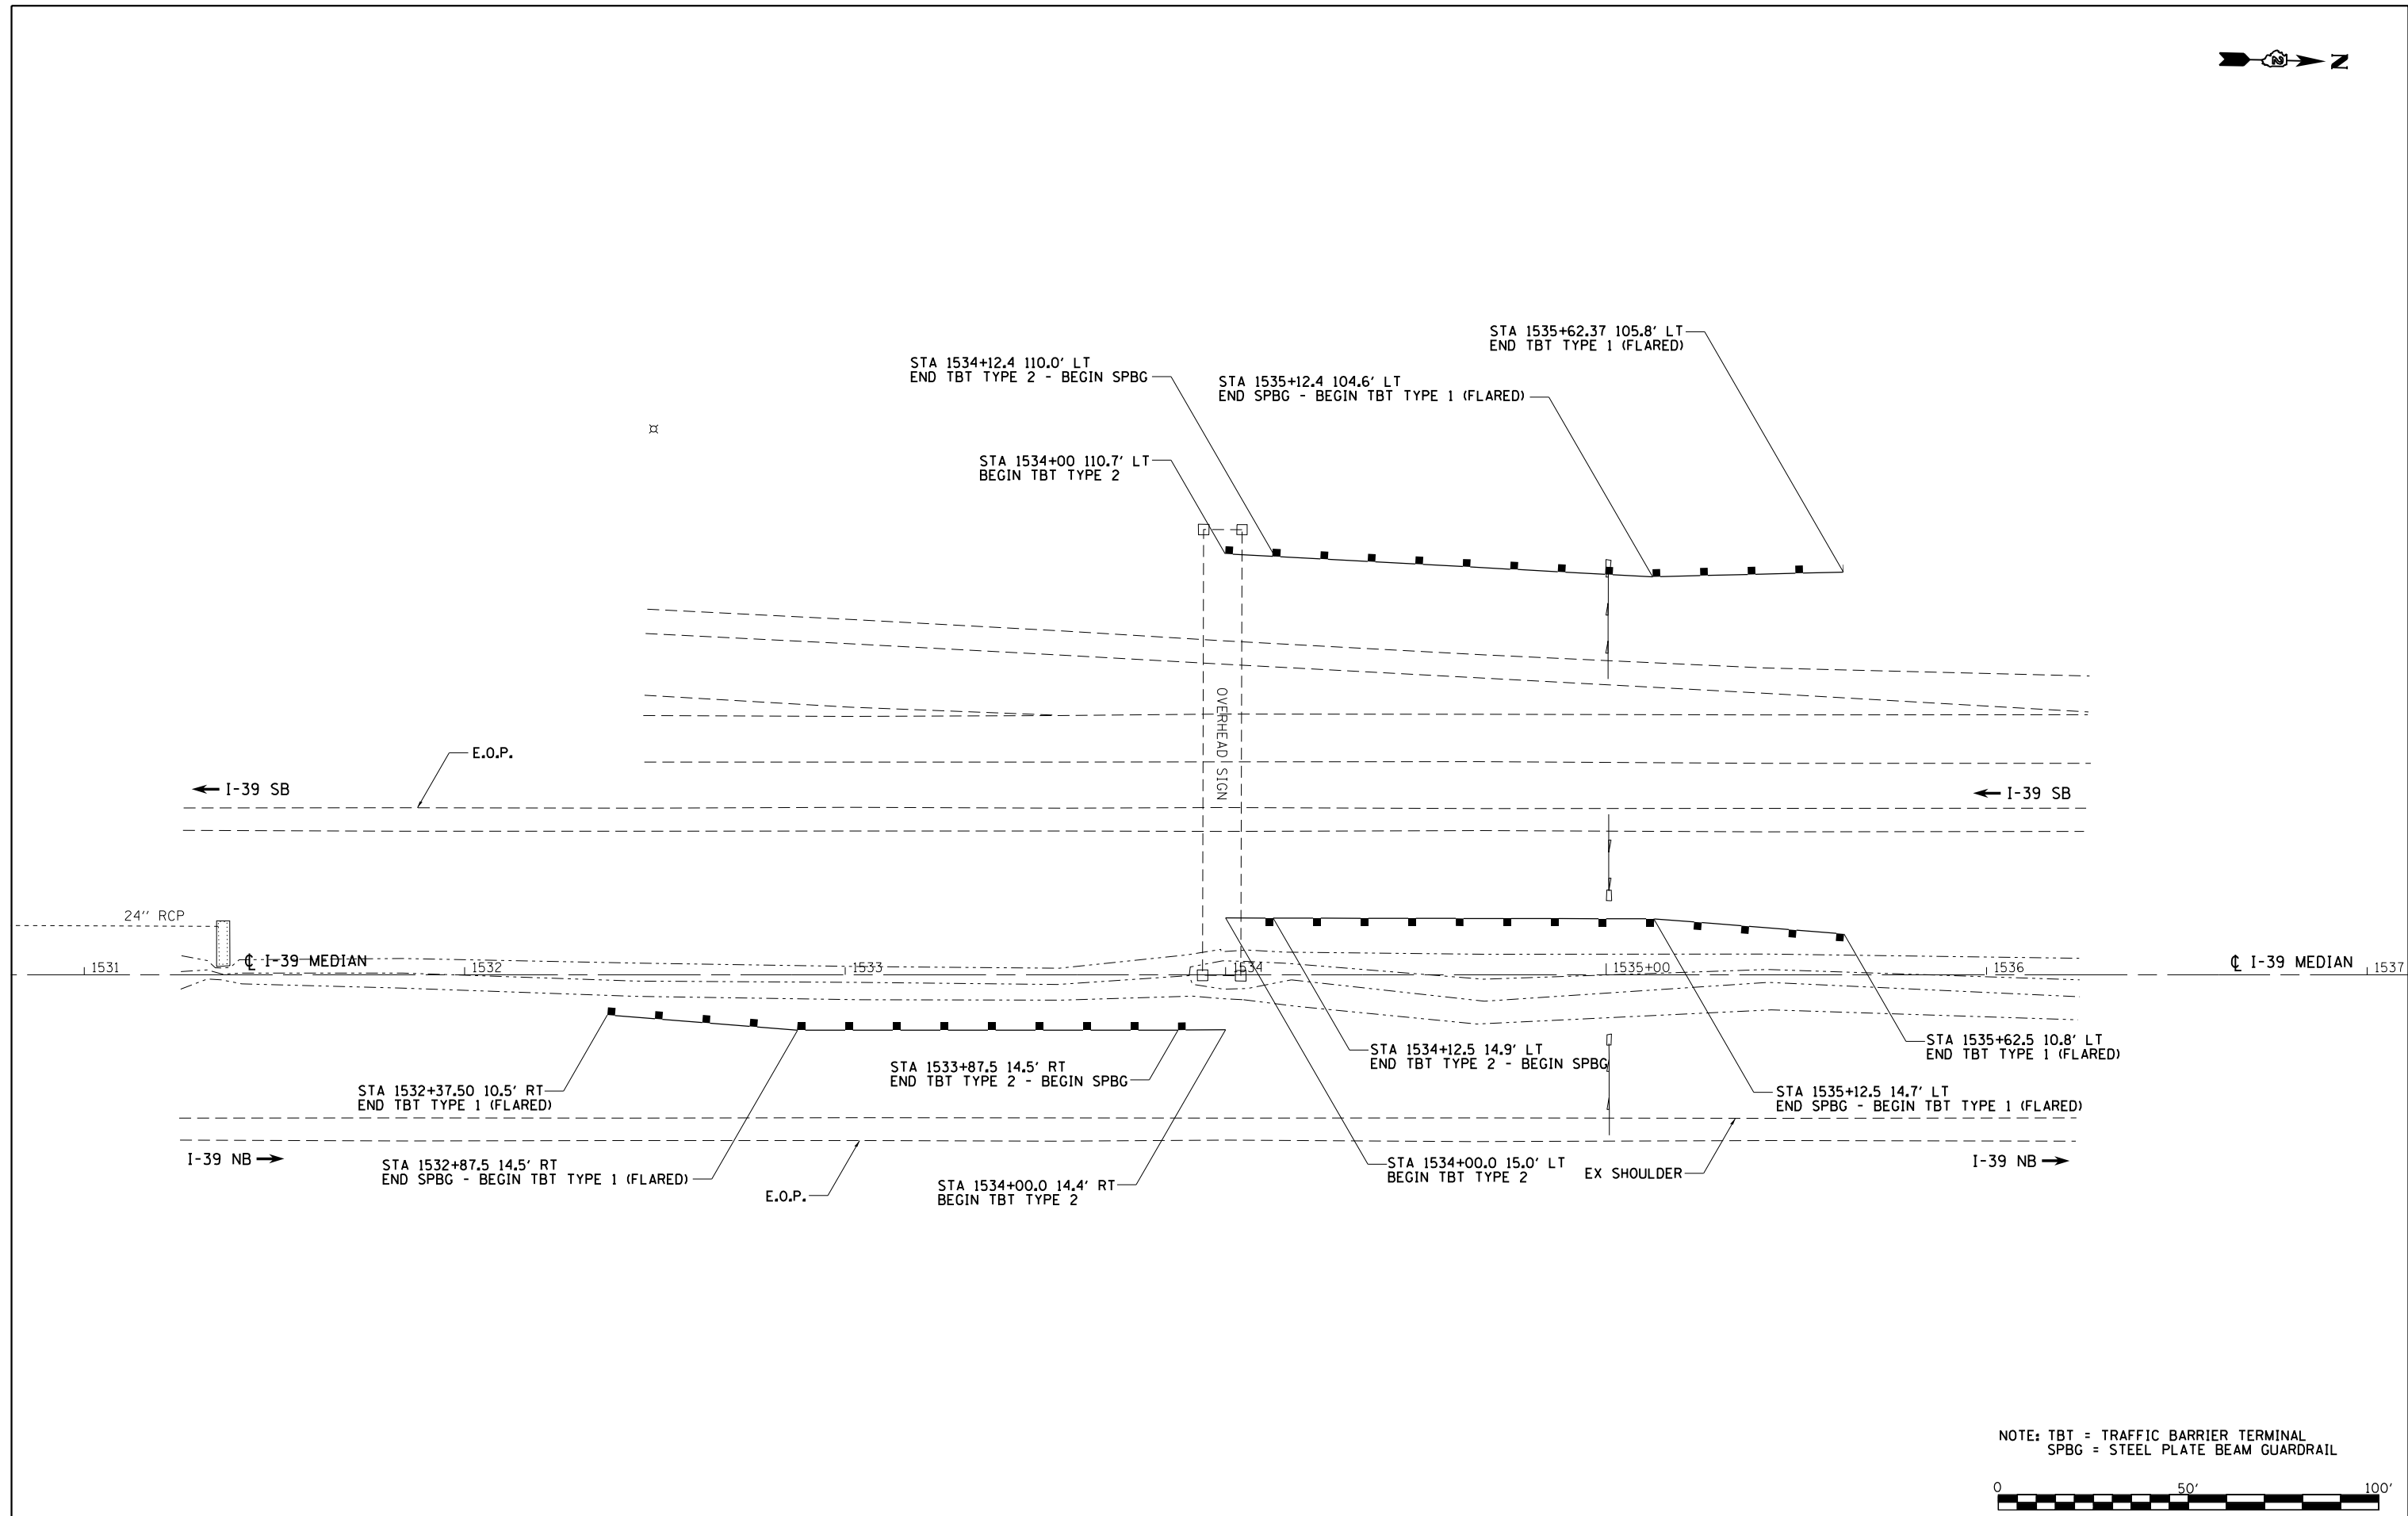 N
STA 1535+62.37 105.8' LT
END TBT TYPE 1 (FLARED)
STA 1534+12.4 110.0' LT
END TBT TYPE 2 - BEGIN SPBG
STA 1535+12.4 104.6' LT
END SPBG - BEGIN TBT TYPE 1 (FLARED)
STA 1534+00 110.7' LT
BEGIN TBT TYPE 2
OVERHEAD SIGN
E.O.P.
I-39 SB
I-39 SB
24'' RCP
℄ I-39 MEDIAN
1531
1532
1533
1534
1535+00
1536
℄ I-39 MEDIAN
1537
STA 1535+62.5 10.8' LT
END TBT TYPE 1 (FLARED)
STA 1534+12.5 14.9' LT
END TBT TYPE 2 - BEGIN SPBG
STA 1533+87.5 14.5' RT
END TBT TYPE 2 - BEGIN SPBG
STA 1532+37.50 10.5' RT
END TBT TYPE 1 (FLARED)
STA 1535+12.5 14.7' LT
END SPBG - BEGIN TBT TYPE 1 (FLARED)
I-39 NB
STA 1532+87.5 14.5' RT
END SPBG - BEGIN TBT TYPE 1 (FLARED)
E.O.P.
STA 1534+00.0 14.4' RT
BEGIN TBT TYPE 2
STA 1534+00.0 15.0' LT
BEGIN TBT TYPE 2
EX SHOULDER
I-39 NB
NOTE: TBT = TRAFFIC BARRIER TERMINAL
SPBG = STEEL PLATE BEAM GUARDRAIL
0 50' 100'